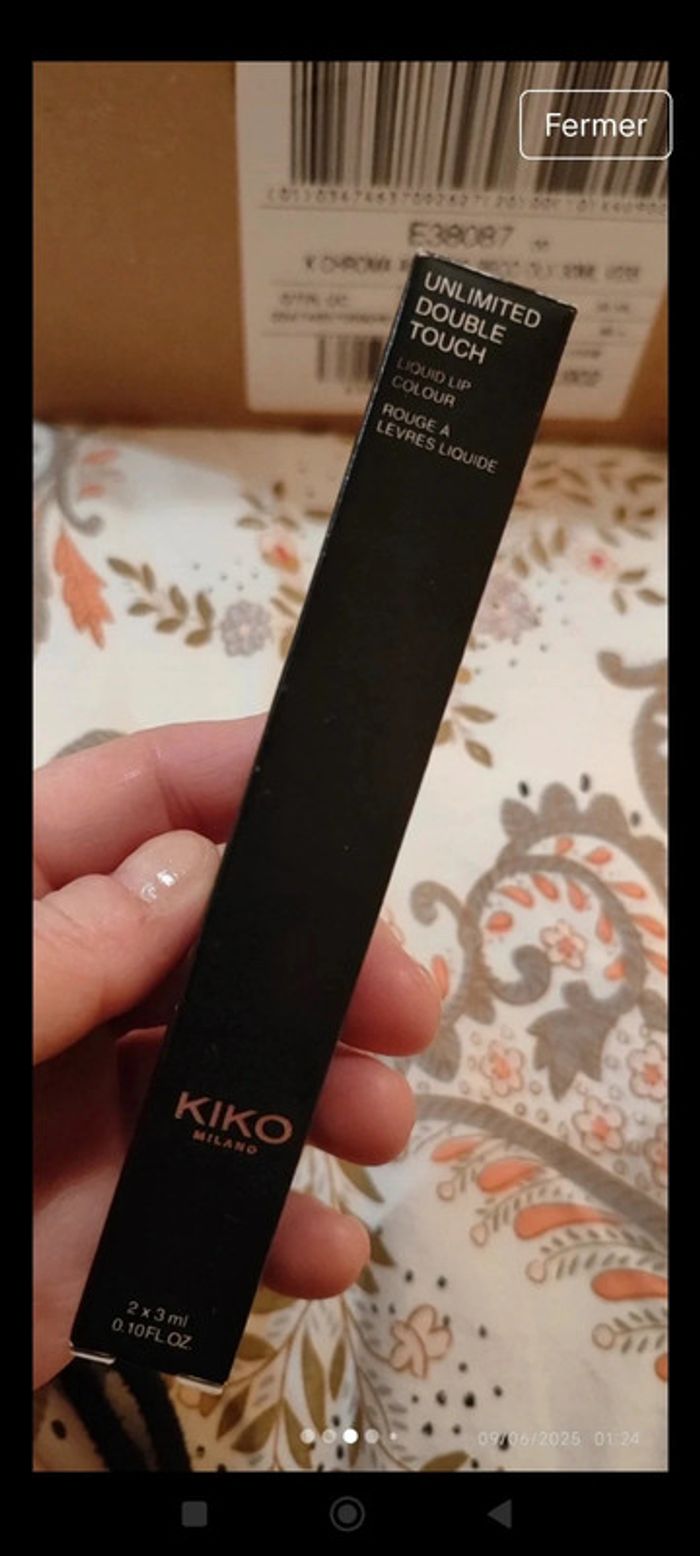 Fermer
E38087
UNLIMITED
DOUBLE
TOUCH
LIQUID LIP
COLOUR
ROUGE À
LEVRES LIQUIDE
KIKO
MILANO
2 x 3 ml
0.10FL.OZ.
09/06/2025 01:24